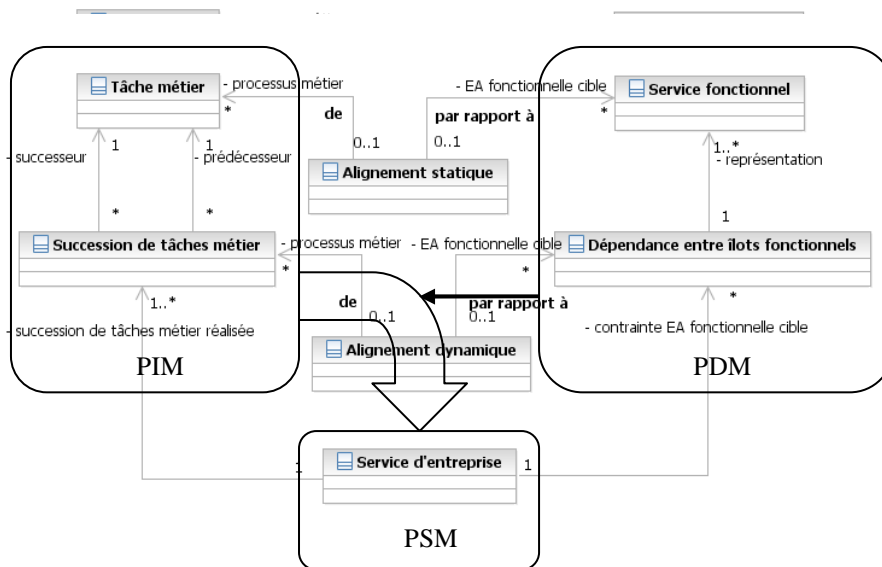 Tâche métier
- processus métier
- EA fonctionnelle cible
Service fonctionnel
*
de
par rapport à
*
1
1
0..1
0..1
1..*
- successeur
- prédécesseur
Alignement statique
- représentation
*
*
1
Succession de tâches métier
- processus métier
- EA fonctionnelle cible
Dépendance entre îlots fonctionnels
*
*
1..*
de
par rapport à
*
0..1
0..1
- succession de tâches métier réalisée
- contrainte EA fonctionnelle cible
Alignement dynamique
PIM
PDM
1
Service d'entreprise
1
PSM